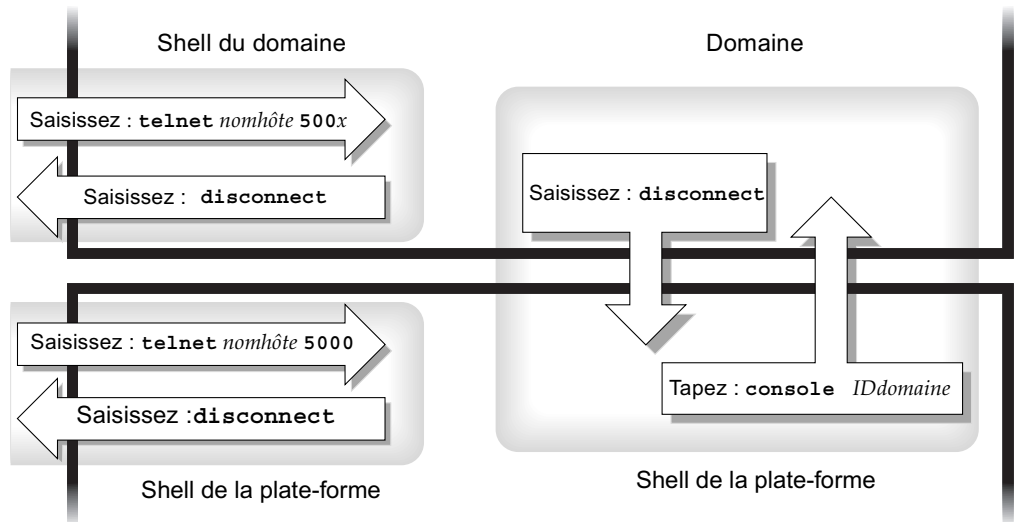 Shell du domaine
Domaine
Saisissez : telnet nomhôte 500x
Saisissez : disconnect
Saisissez : disconnect
Saisissez : telnet nomhôte 5000
Saisissez :disconnect
Tapez : console IDdomaine
Shell de la plate-forme
Shell de la plate-forme